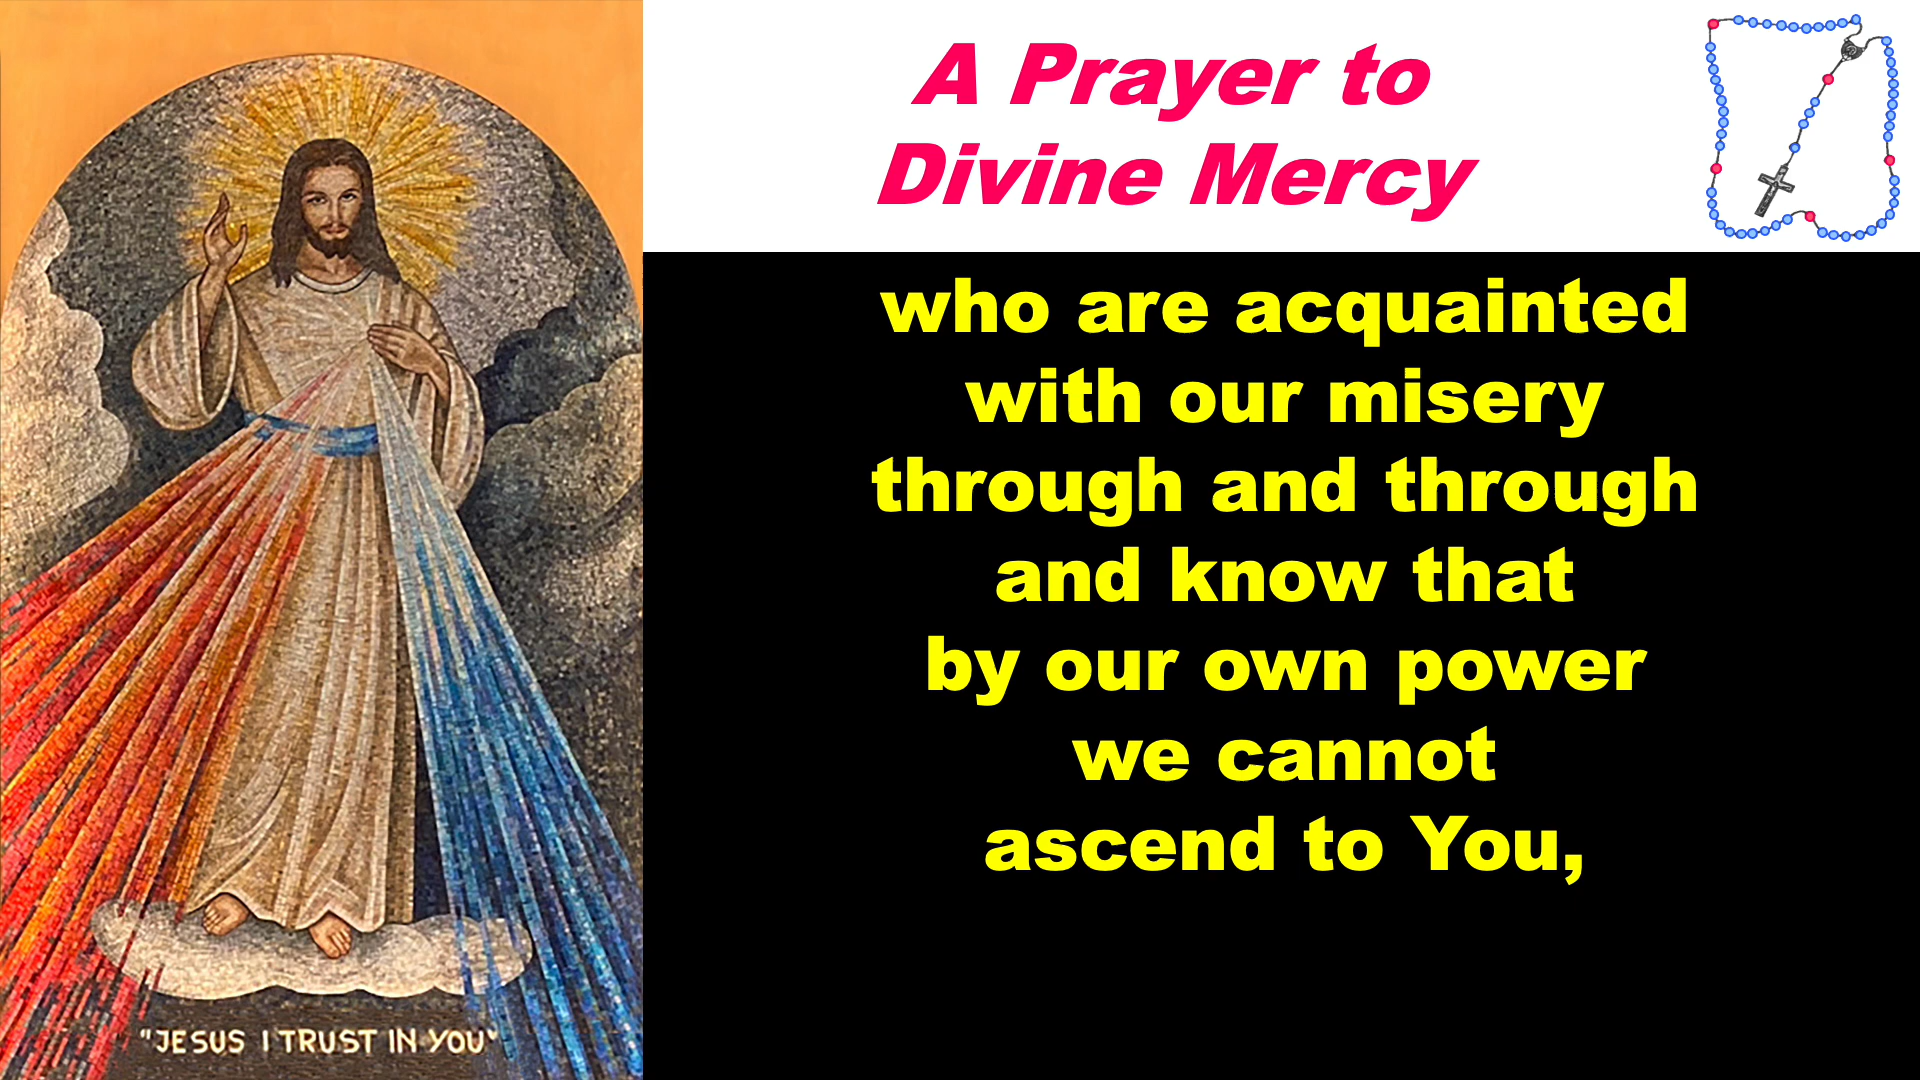 A Prayer to
Divine Mercy
who are acquainted
with our misery
through and through
and know that
by our own power
we cannot
ascend to You,
"JESUS I TRUST IN YOU"